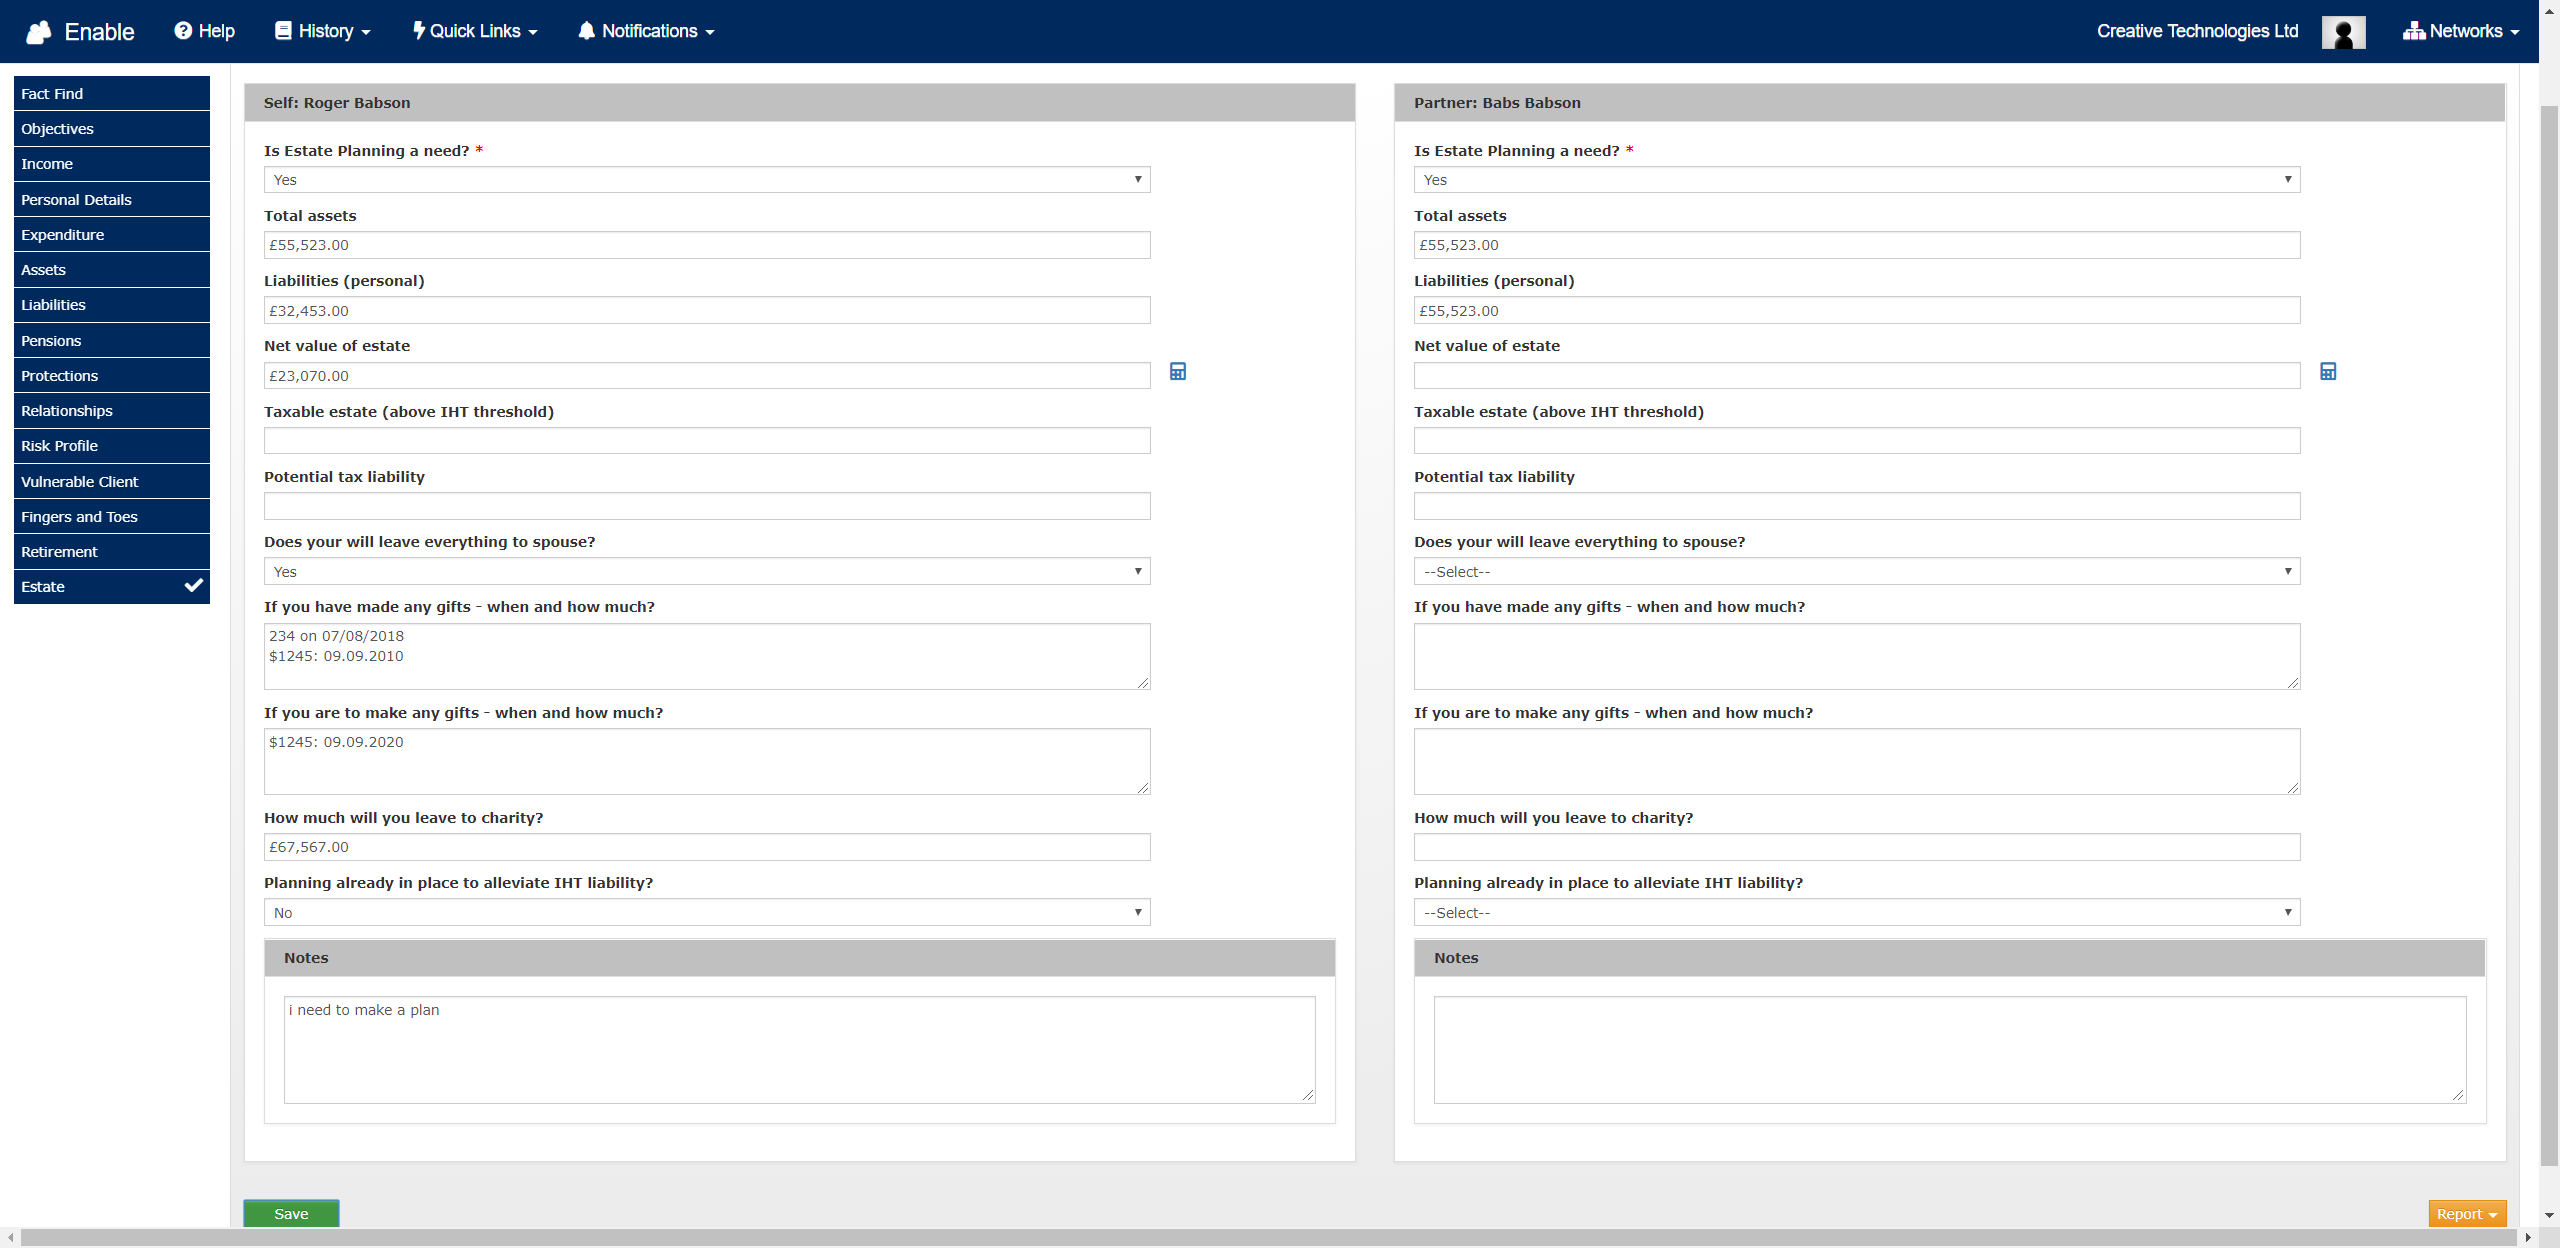 Enable
Help
History
Quick Links
Notifications
Creative Technologies Ltd
Networks
Fact Find
Objectives
Income
Personal Details
Expenditure
Assets
Liabilities
Pensions
Protections
Relationships
Risk Profile
Vulnerable Client
Fingers and Toes
Retirement
Estate
Self: Roger Babson
Is Estate Planning a need? *
Yes
Total assets
£55,523.00
Liabilities (personal)
£32,453.00
Net value of estate
£23,070.00
Taxable estate (above IHT threshold)
Potential tax liability
Does your will leave everything to spouse?
Yes
If you have made any gifts - when and how much?
234 on 07/08/2018
$1245: 09.09.2010
If you are to make any gifts - when and how much?
$1245: 09.09.2020
How much will you leave to charity?
£67,567.00
Planning already in place to alleviate IHT liability?
No
Notes
i need to make a plan
Partner: Babs Babson
Is Estate Planning a need? *
Yes
Total assets
£55,523.00
Liabilities (personal)
£55,523.00
Net value of estate
Taxable estate (above IHT threshold)
Potential tax liability
Does your will leave everything to spouse?
--Select--
If you have made any gifts - when and how much?
If you are to make any gifts - when and how much?
How much will you leave to charity?
Planning already in place to alleviate IHT liability?
--Select--
Notes
Save
Report